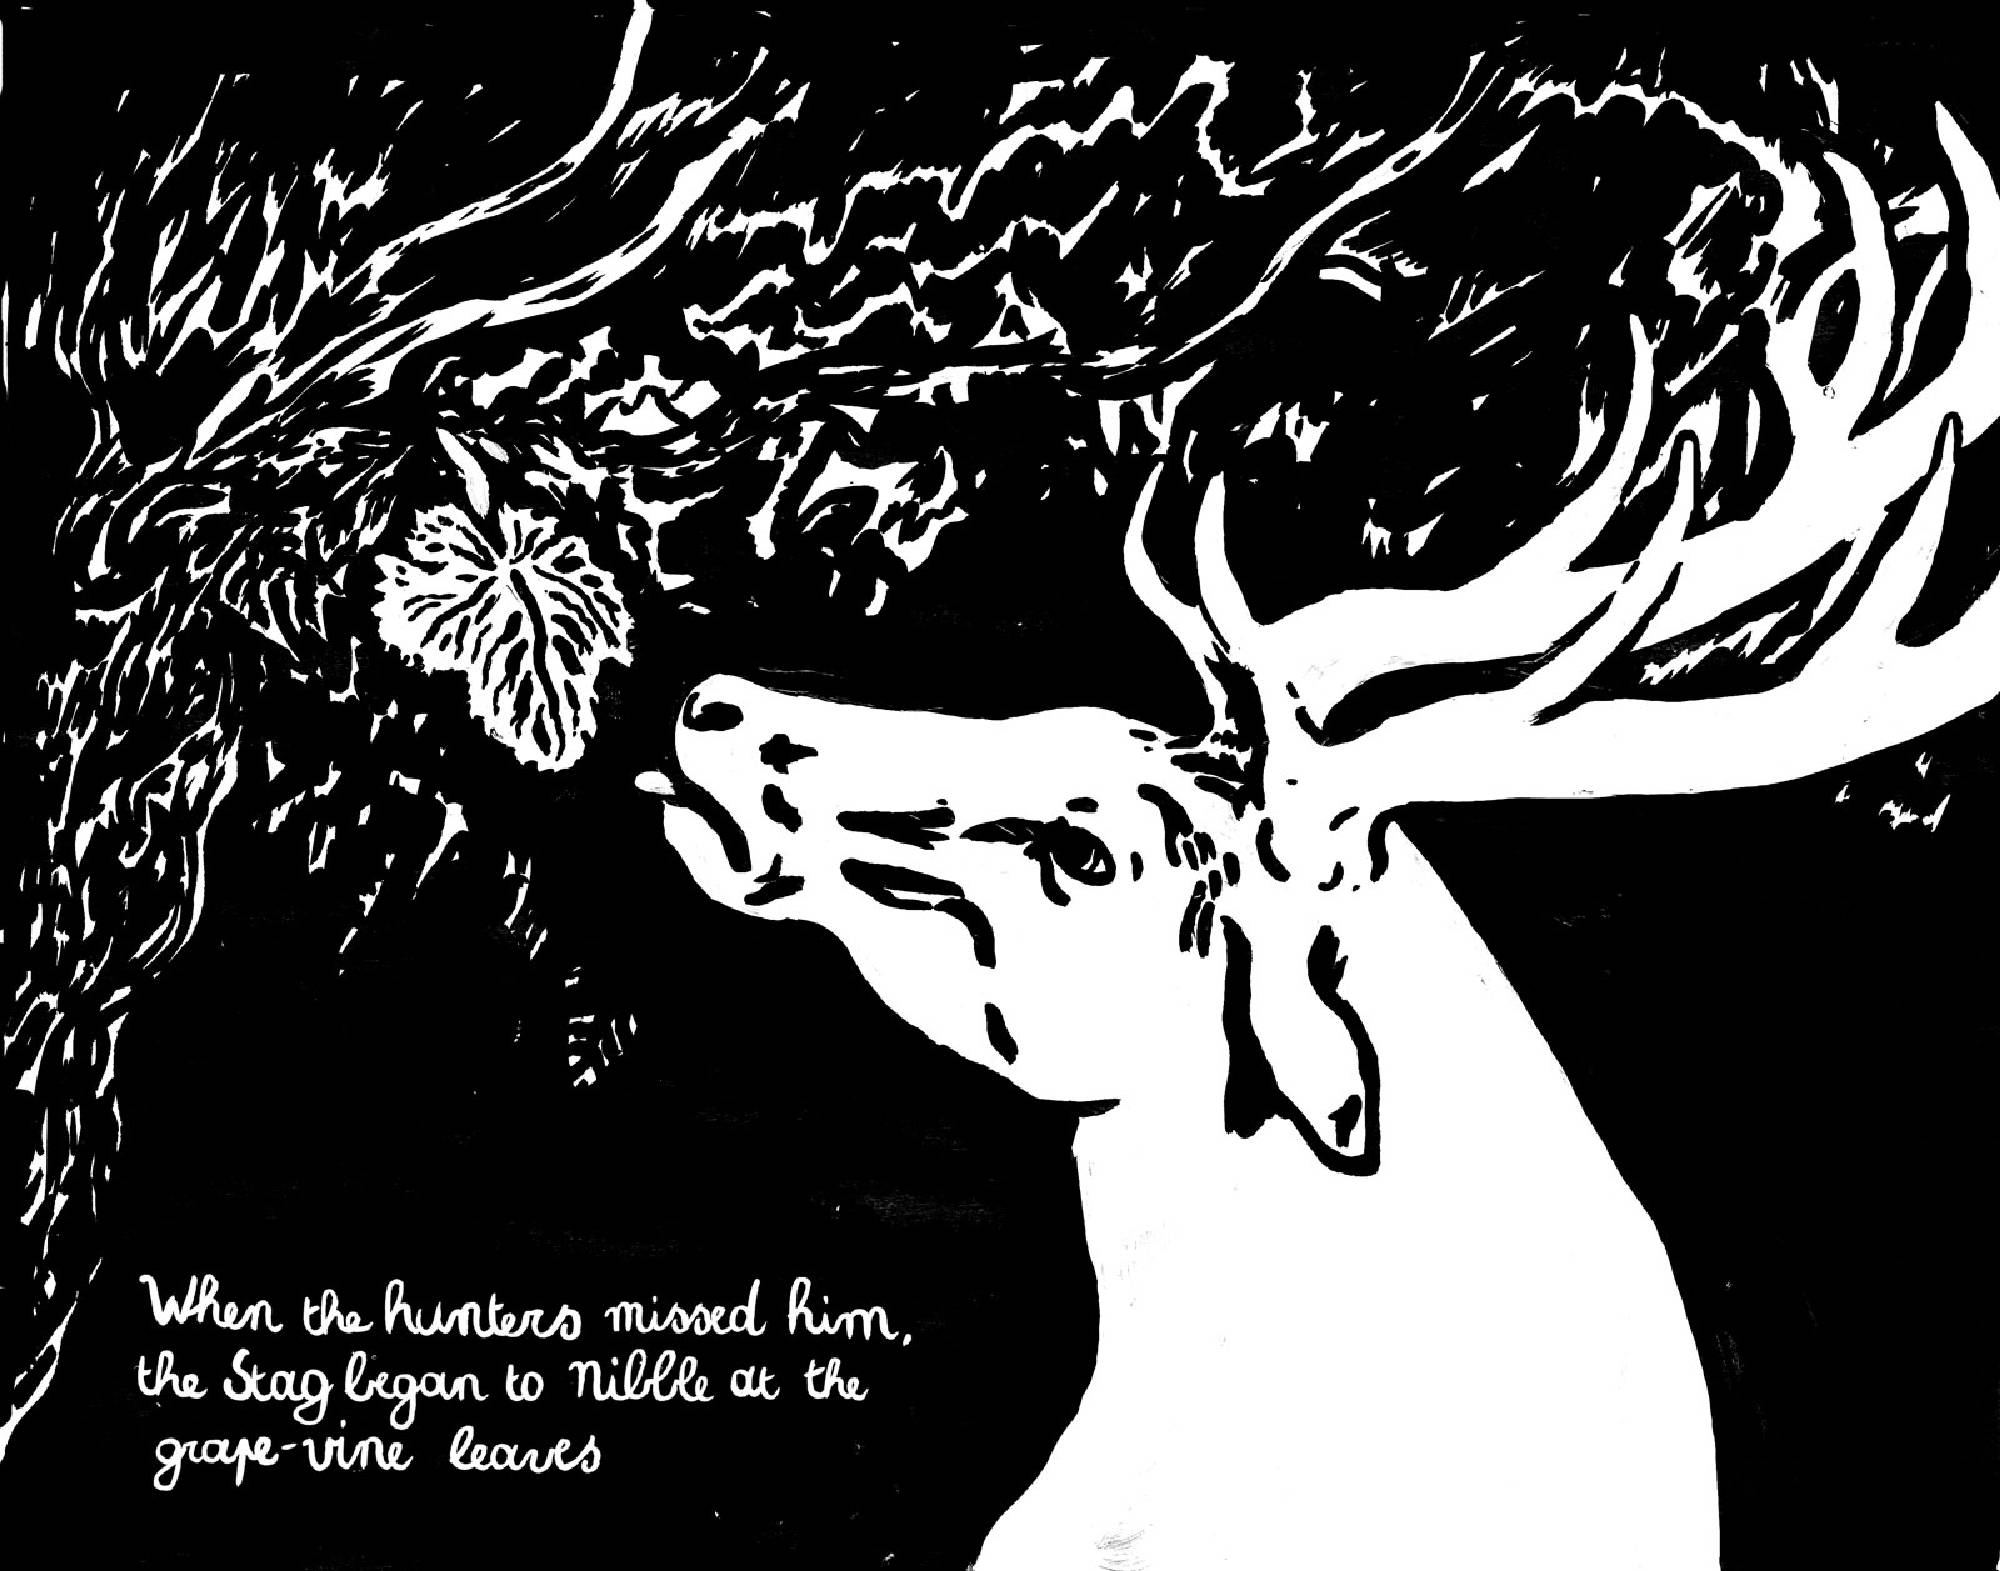 When the hunters missed him,
the Stag began to Nibble at the
grape-vine leaves